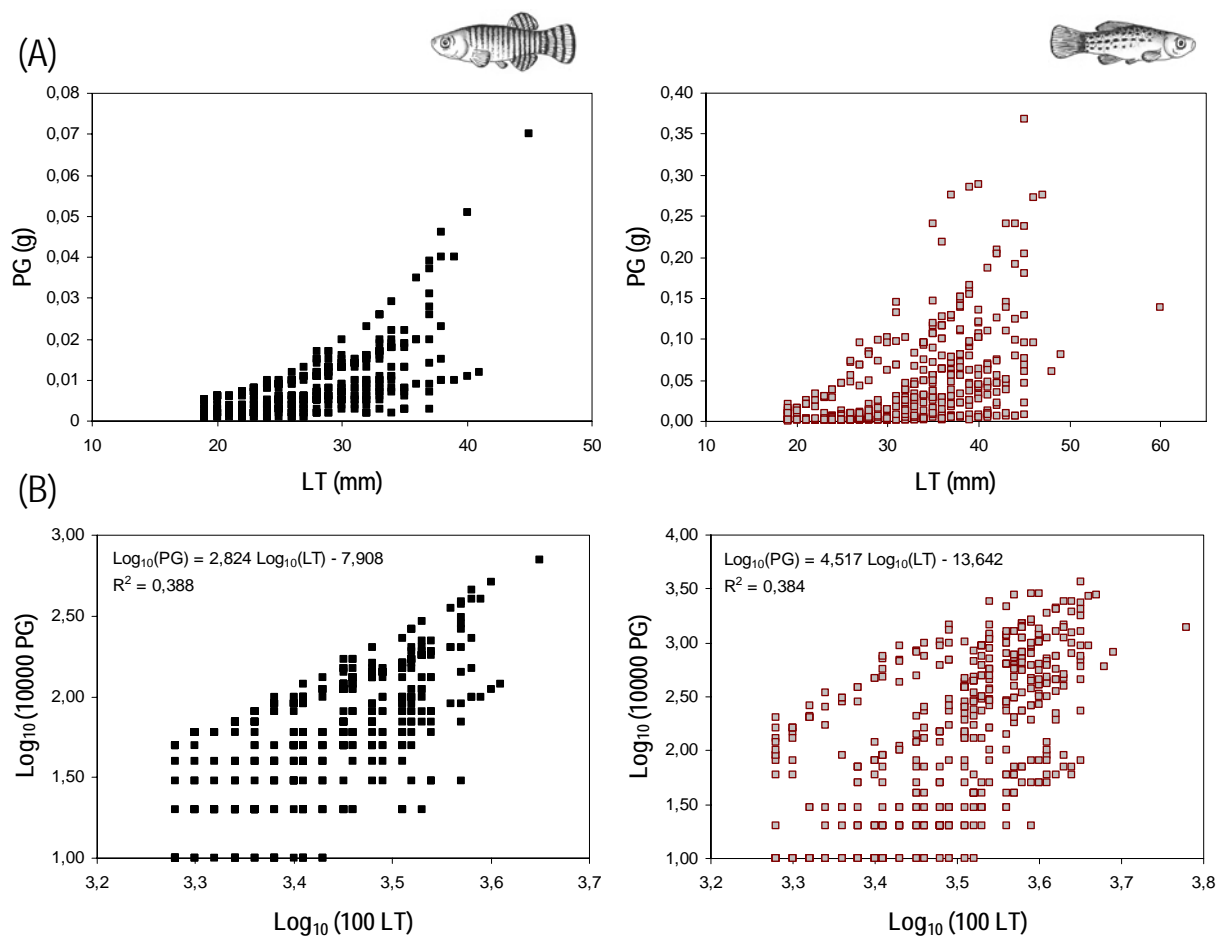 (A)
0,08
0,07
0,06
0,05
0,04
0,03
0,02
0,01
0
PG (g)
10 20 30 40 50
LT (mm)
0,40
0,35
0,30
0,25
0,20
0,15
0,10
0,05
0,00
PG (g)
10 20 30 40 50 60
LT (mm)
(B)
3,00
2,50
2,00
1,50
1,00
Log10 (10000 PG)
Log10(PG) = 2,824 Log10(LT) - 7,908
R2 = 0,388
3,2 3,3 3,4 3,5 3,6 3,7
Log10 (100 LT)
4,00
3,50
3,00
2,50
2,00
1,50
1,00
Log10 (10000 PG)
Log10(PG) = 4,517 Log10(LT) - 13,642
R2 = 0,384
3,2 3,3 3,4 3,5 3,6 3,7 3,8
Log10 (100 LT)